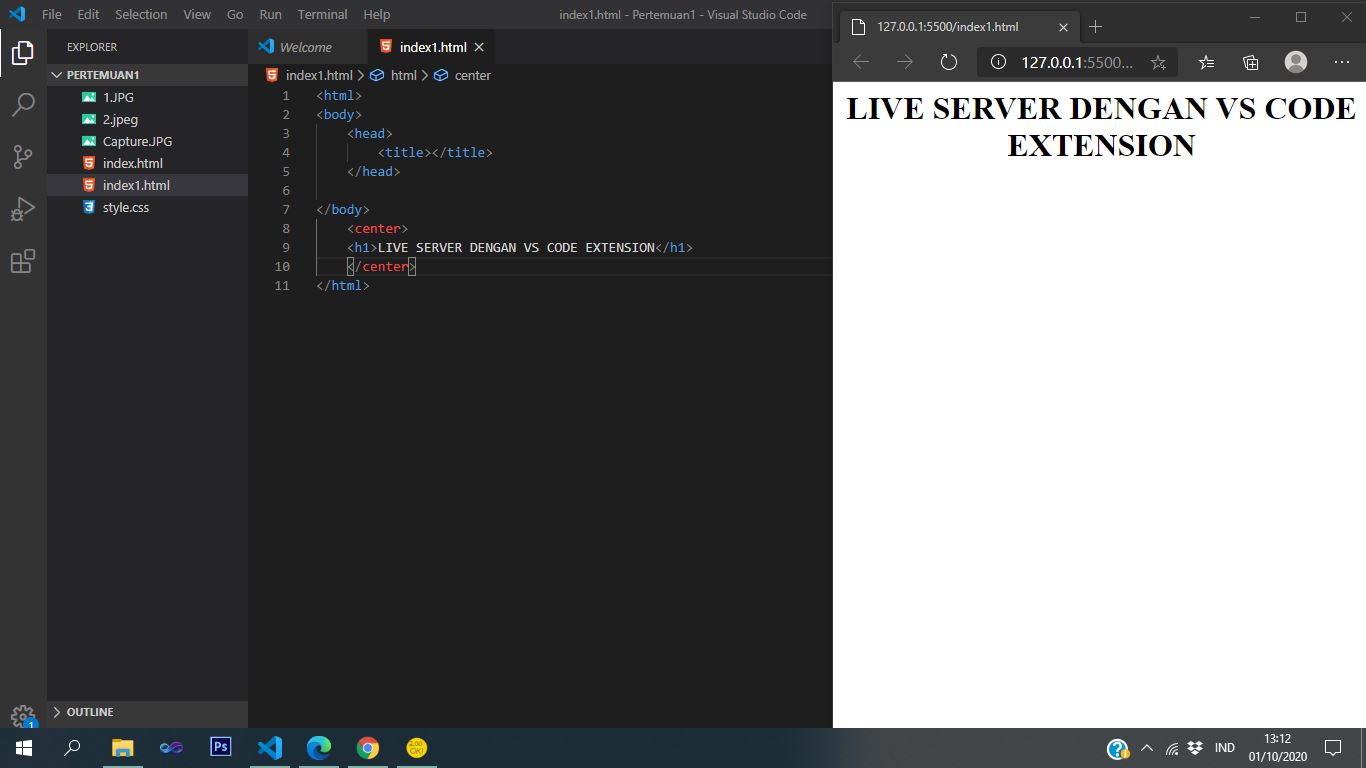 File Edit Selection View Go Run Terminal Help
index1.html - Pertemuan1 - Visual Studio Code
EXPLORER
PERTEMUAN1
1.JPG
2.jpeg
Capture.JPG
index.html
index1.html
style.css
OUTLINE
1
Welcome
index1.html
index1.html > html > center
1 <html>
2 <body>
3 <head>
4 <title></title>
5 </head>
6
7 </body>
8 <center>
9 <h1>LIVE SERVER DENGAN VS CODE EXTENSION</h1>
10 </center>
11 </html>
127.0.0.1:5500/index1.html
127.0.0.1:5500...
LIVE SERVER DENGAN VS CODE
EXTENSION
Ps
OK!
IND
13:12
01/10/2020